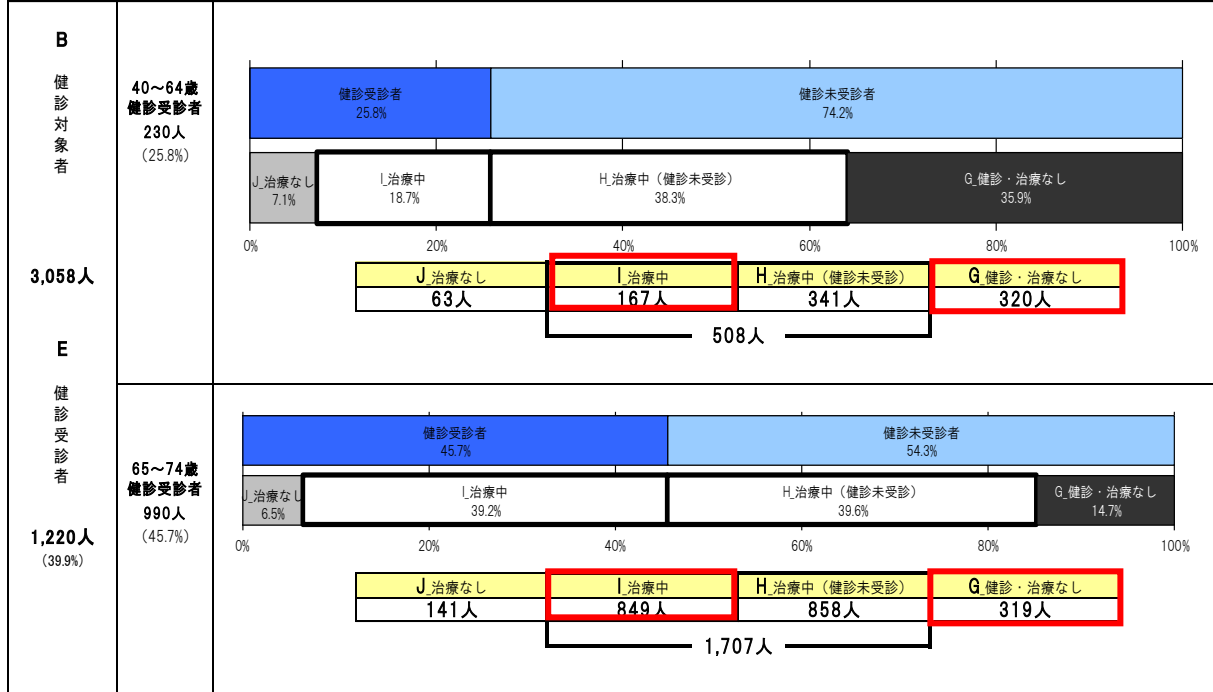 B
健診対象者
3,058人
E
健診受診者
1,220人
(39.9%)
40~64歳
健診受診者
230人
(25.8%)
健診受診者
25.8%
健診未受診者
74.2%
J_治療なし
7.1%
I_治療中
18.7%
H_治療中（健診未受診）
38.3%
G_健診・治療なし
35.9%
0% 20% 40% 60% 80% 100%
J_治療なし I_治療中 H_治療中（健診未受診） G_健診・治療なし
63人 167人 341人 320人
508人
65~74歳
健診受診者
990人
(45.7%)
健診受診者
45.7%
健診未受診者
54.3%
J_治療なし
6.5%
I_治療中
39.2%
H_治療中（健診未受診）
39.6%
G_健診・治療なし
14.7%
0% 20% 40% 60% 80% 100%
J_治療なし I_治療中 H_治療中（健診未受診） G_健診・治療なし
141人 849人 858人 319人
1,707人